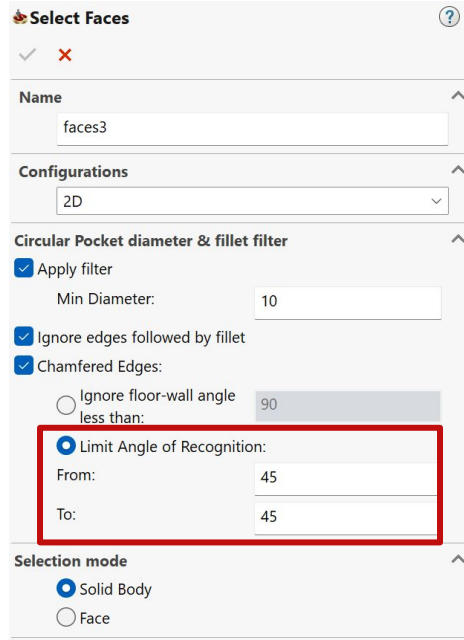 Select Faces
Name
faces3
Configurations
2D
Circular Pocket diameter & fillet filter
Apply filter
Min Diameter: 10
Ignore edges followed by fillet
Chamfered Edges:
Ignore floor-wall angle
less than: 90
Limit Angle of Recognition:
From: 45
To: 45
Selection mode
Solid Body
Face